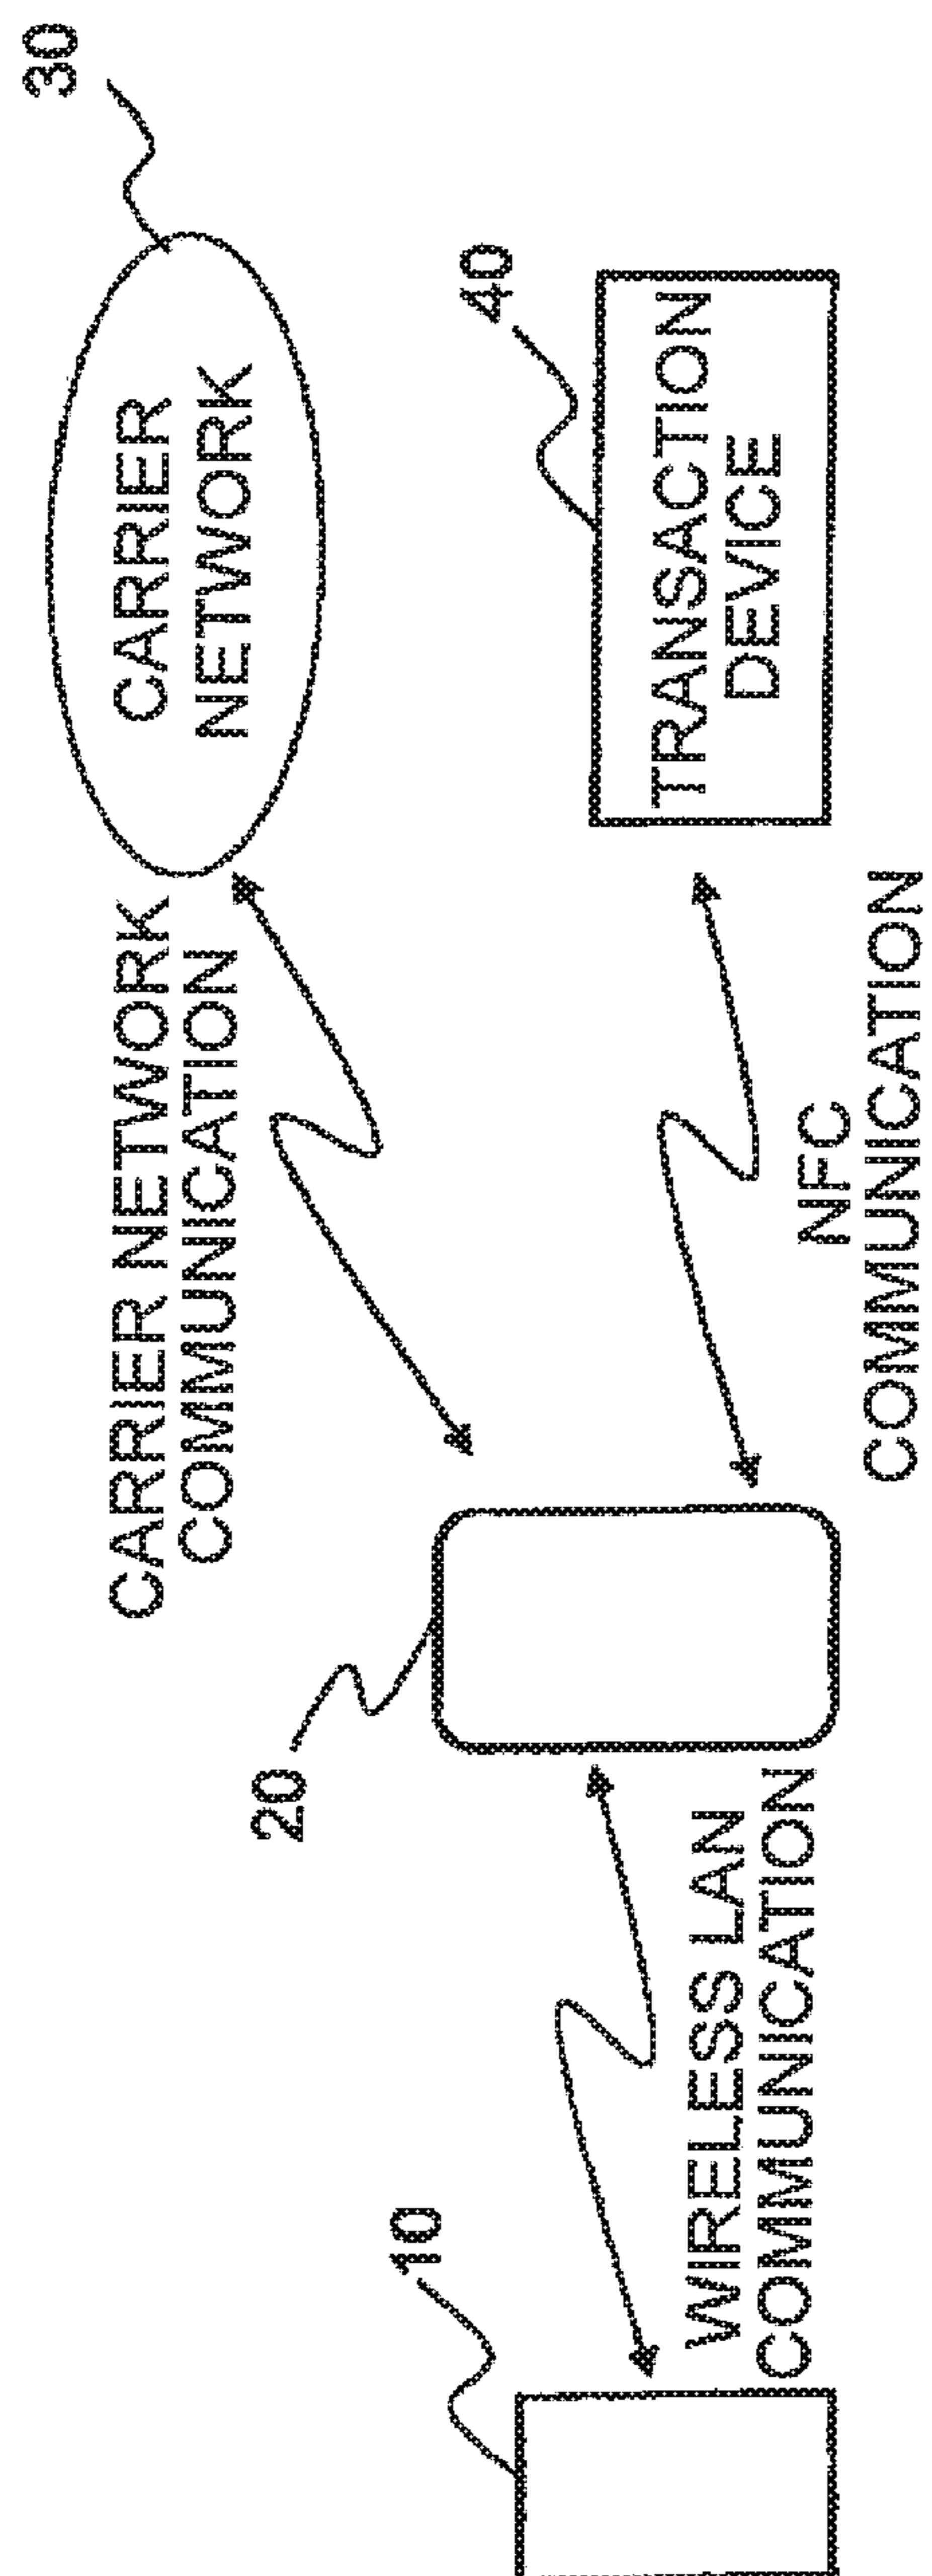 30
CARRIER
NETWORK
CARRIER NETWORK
COMMUNICATION
40
TRANSACTION
DEVICE
NFC
COMMUNICATION
20
10
WIRELESS LAN
COMMUNICATION